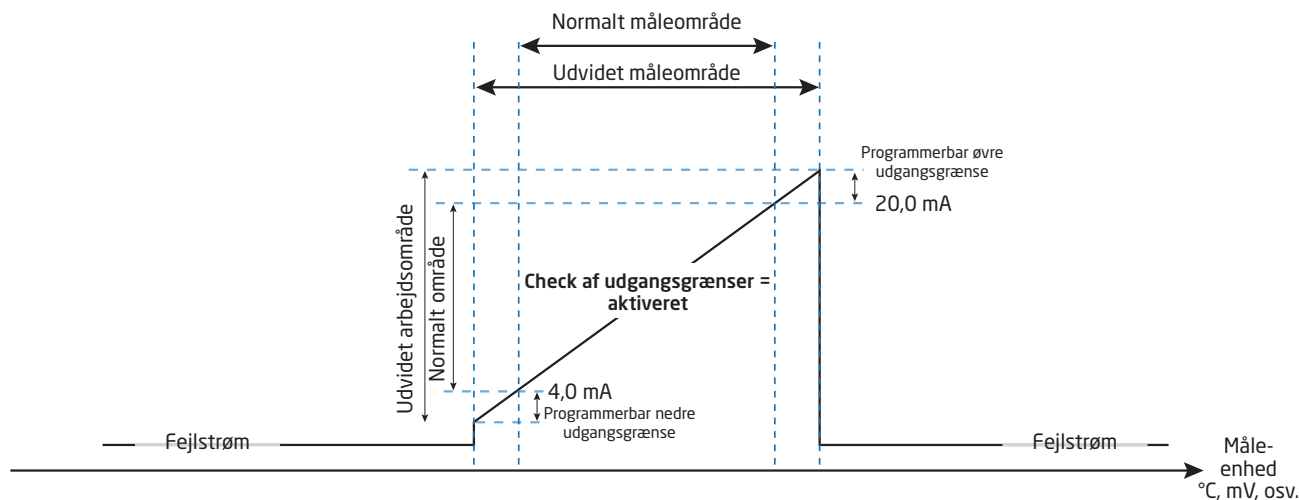 Normalt måleområde
Udvidet måleområde
Programmerbar øvre
udgangsgrænse
20,0 mA
Udvidet arbejdsområde
Normalt område
Check af udgangsgrænser =
aktiveret
4,0 mA
Programmerbar nedre
udgangsgrænse
Fejlstrøm
Fejlstrøm
Måle-
enhed
°C, mV, osv.